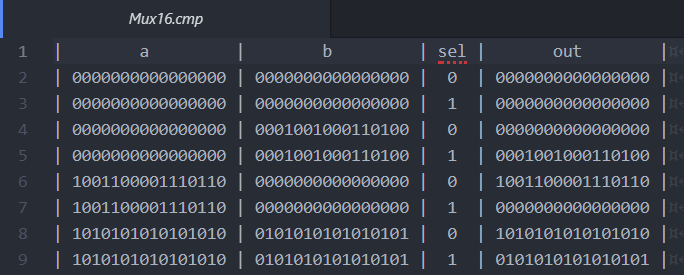 Mux16.cmp
1 | a | b | sel | out |¤
2 | 0000000000000000 | 0000000000000000 | 0 | 0000000000000000 |¤
3 | 0000000000000000 | 0000000000000000 | 1 | 0000000000000000 |¤
4 | 0000000000000000 | 0001001000110100 | 0 | 0000000000000000 |¤
5 | 0000000000000000 | 0001001000110100 | 1 | 0001001000110100 |¤
6 | 1001100001110110 | 0000000000000000 | 0 | 1001100001110110 |¤
7 | 1001100001110110 | 0000000000000000 | 1 | 0000000000000000 |¤
8 | 1010101010101010 | 0101010101010101 | 0 | 1010101010101010 |¤
9 | 1010101010101010 | 0101010101010101 | 1 | 0101010101010101 |¤